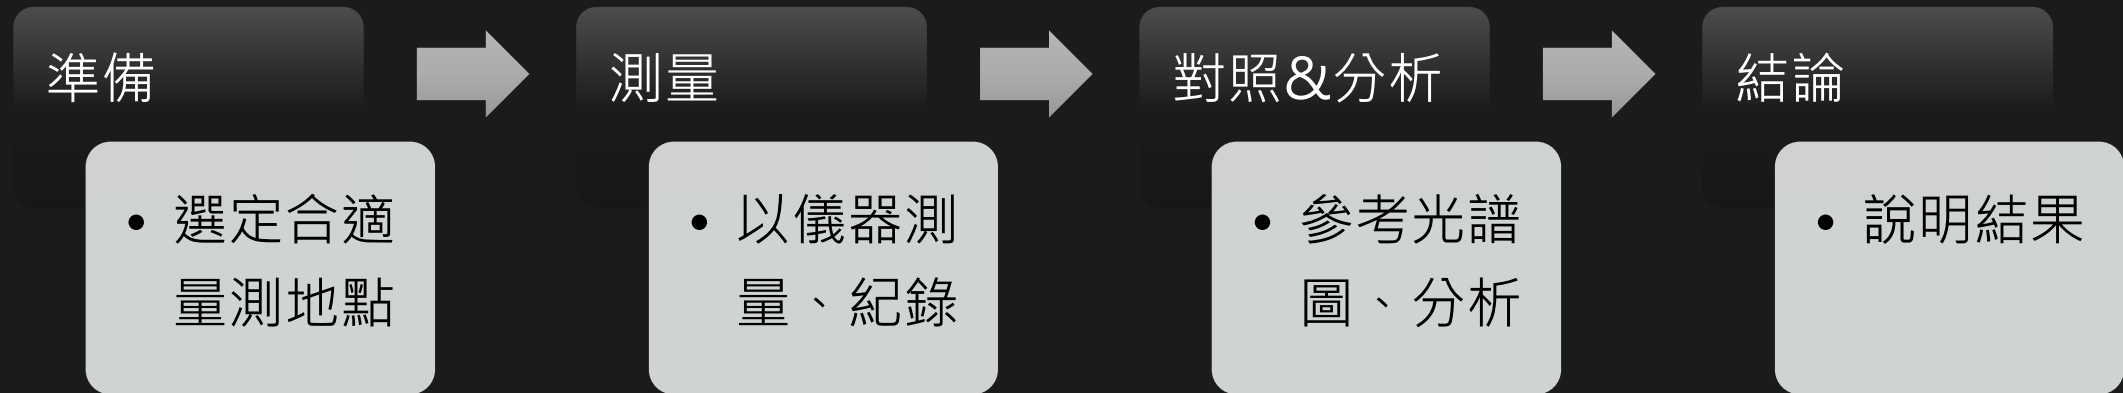 準備
• 選定合適
量測地點
測量
• 以儀器測
量、紀錄
對照&分析
• 參考光譜
圖、分析
結論
• 說明結果